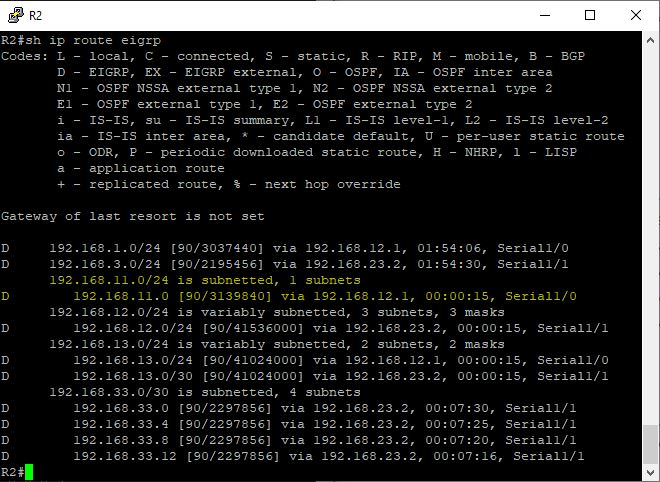 R2
R2#sh ip route eigrp
Codes: L - local, C - connected, S - static, R - RIP, M - mobile, B - BGP
D - EIGRP, EX - EIGRP external, O - OSPF, IA - OSPF inter area
N1 - OSPF NSSA external type 1, N2 - OSPF NSSA external type 2
E1 - OSPF external type 1, E2 - OSPF external type 2
i - IS-IS, su - IS-IS summary, L1 - IS-IS level-1, L2 - IS-IS level-2
ia - IS-IS inter area, * - candidate default, U - per-user static route
o - ODR, P - periodic downloaded static route, H - NHRP, l - LISP
a - application route
+ - replicated route, % - next hop override
Gateway of last resort is not set
D 192.168.1.0/24 [90/3037440] via 192.168.12.1, 01:54:06, Serial1/0
D 192.168.3.0/24 [90/2195456] via 192.168.23.2, 01:54:30, Serial1/1
192.168.11.0/24 is subnetted, 1 subnets
D 192.168.11.0 [90/3139840] via 192.168.12.1, 00:00:15, Serial1/0
192.168.12.0/24 is variably subnetted, 3 subnets, 3 masks
D 192.168.12.0/24 [90/41536000] via 192.168.23.2, 00:00:15, Serial1/1
192.168.13.0/24 is variably subnetted, 2 subnets, 2 masks
D 192.168.13.0/24 [90/41024000] via 192.168.12.1, 00:00:15, Serial1/0
D 192.168.13.0/30 [90/41024000] via 192.168.23.2, 00:00:15, Serial1/1
192.168.33.0/30 is subnetted, 4 subnets
D 192.168.33.0 [90/2297856] via 192.168.23.2, 00:07:30, Serial1/1
D 192.168.33.4 [90/2297856] via 192.168.23.2, 00:07:25, Serial1/1
D 192.168.33.8 [90/2297856] via 192.168.23.2, 00:07:20, Serial1/1
D 192.168.33.12 [90/2297856] via 192.168.23.2, 00:07:16, Serial1/1
R2#